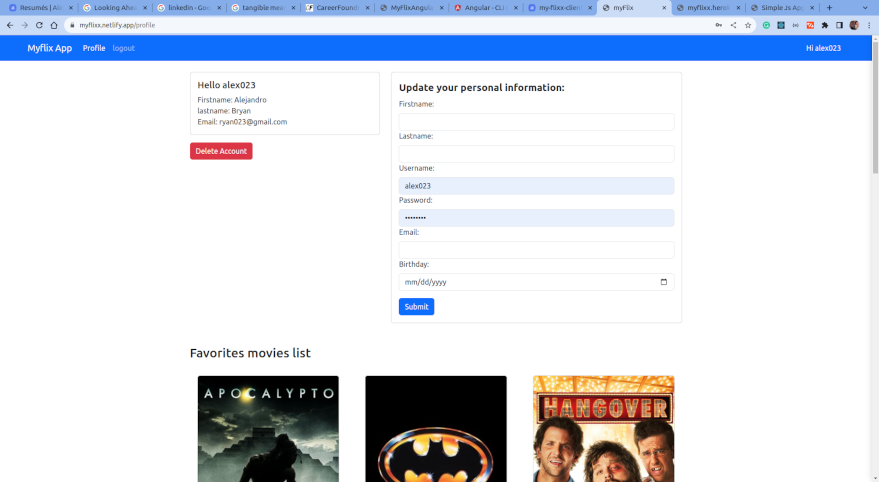 Resumés | Ale
Looking Ahea
linkedin - Goo
tangible mea
CareerFound
MyFlixAngula
Angular - CLI
my-flixx-clien
myFlix
myflixx.herok
Simple Js App
myflixx.netlify.app/profile
Myflix App Profile logout Hi alex023
Hello alex023
Firstname: Alejandro
lastname: Bryan
Email: ryan023@gmail.com
Delete Account
Update your personal information:
Firstname:
Lastname:
Username:
alex023
Password:
••••••••
Email:
Birthday:
mm/dd/yyyy
Submit
Favorites movies list
APOCALYPTO
HANGOVER